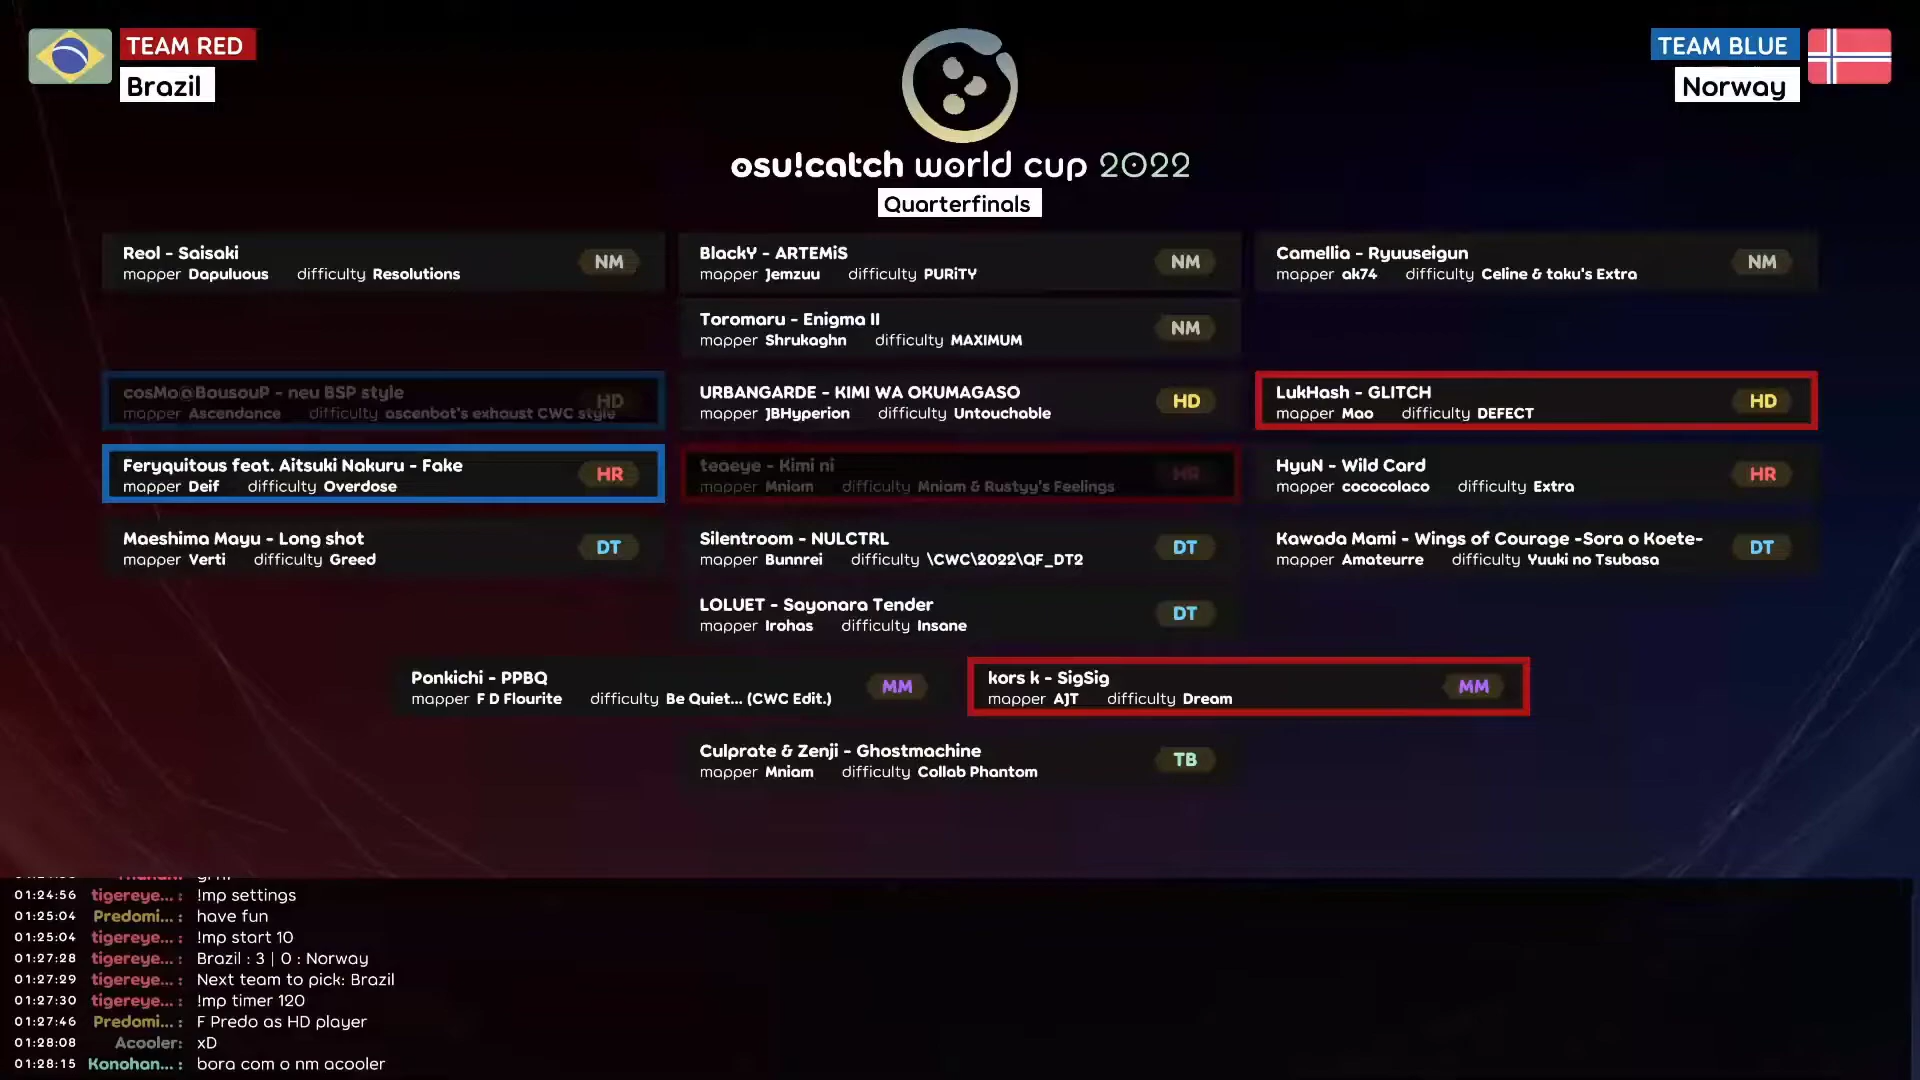 TEAM RED
Brazil
TEAM BLUE
Norway
osu!catch world cup 2022
Quarterfinals
Reol - Saisaki
mapper Dapuluous difficulty Resolutions
NM
BlackY - ARTEMiS
mapper Jemzuu difficulty PURiTY
NM
Camellia - Ryuuseigun
mapper ak74 difficulty Celine & taku's Extra
NM
Toromaru - Enigma II
mapper Shrukaghn difficulty MAXIMUM
NM
cosMo@BousouP - neu BSP style
mapper Ascendance difficulty ascenbot's exhaust CWC style
HD
URBANGARDE - KIMI WA OKUMAGASO
mapper JBHyperion difficulty Untouchable
HD
LukHash - GLITCH
mapper Mao difficulty DEFECT
HD
Feryquitous feat. Aitsuki Nakuru - Fake
mapper Deif difficulty Overdose
HR
teaeye - Kimi ni
mapper Mniam difficulty Mniam & Rustyy's Feelings
HR
HyuN - Wild Card
mapper cococolaco difficulty Extra
HR
Maeshima Mayu - Long shot
mapper Verti difficulty Greed
DT
Silentroom - NULCTRL
mapper Bunnrei difficulty \CWC\2022\QF_DT2
DT
Kawada Mami - Wings of Courage -Sora o Koete-
mapper Amateurre difficulty Yuuki no Tsubasa
DT
LOLUET - Sayonara Tender
mapper Irohas difficulty Insane
DT
Ponkichi - PPBQ
mapper F D Flourite difficulty Be Quiet... (CWC Edit.)
MM
kors k - SigSig
mapper AJT difficulty Dream
MM
Culprate & Zenji - Ghostmachine
mapper Mniam difficulty Collab Phantom
TB
01:24:56 tigereye... : !mp settings
01:25:04 Predomi... : have fun
01:25:04 tigereye... : !mp start 10
01:27:28 tigereye... : Brazil : 3 | 0 : Norway
01:27:29 tigereye... : Next team to pick: Brazil
01:27:30 tigereye... : !mp timer 120
01:27:46 Predomi... : F Predo as HD player
01:28:08 Acooler: xD
01:28:15 Konohan... : bora com o nm acooler